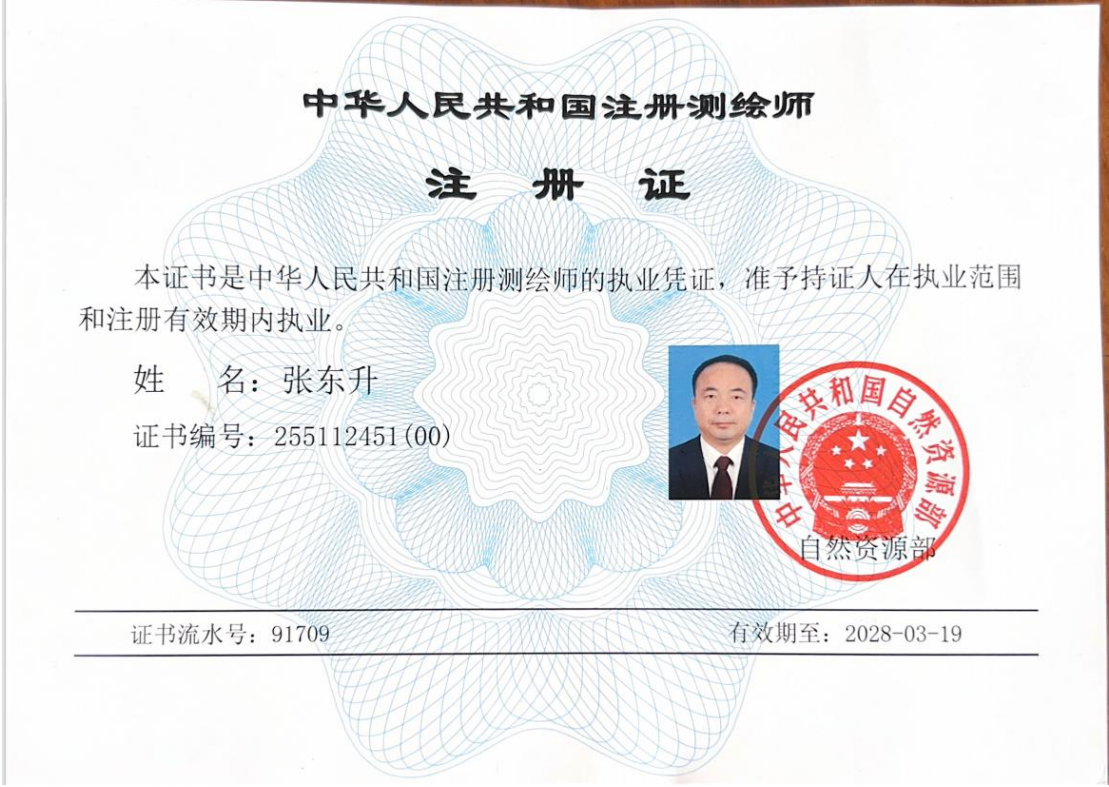 中华人民共和国注册测绘师
注册证
本证书是中华人民共和国注册测绘师的执业凭证，准予持证人在执业范围
和注册有效期内执业。
姓 名：张东升
证书编号：255112451(00)
中华人民共和国自然资源部
自然资源部
证书流水号：91709
有效期至：2028-03-19